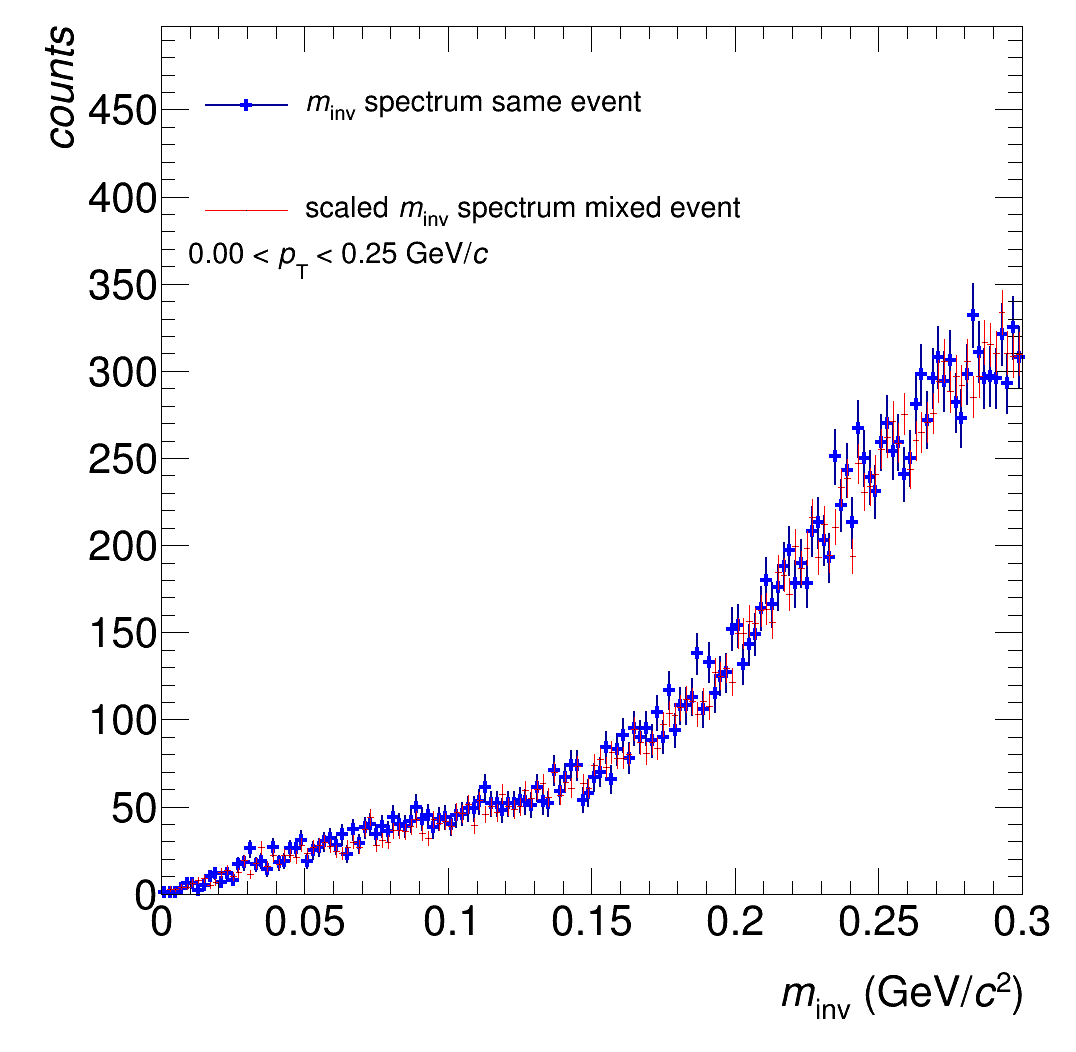 counts
m_inv spectrum same event
scaled m_inv spectrum mixed event
0.00 < p_T < 0.25 GeV/c
450
400
350
300
250
200
150
100
50
0
0 0.05 0.1 0.15 0.2 0.25 0.3
m_inv (GeV/c²)